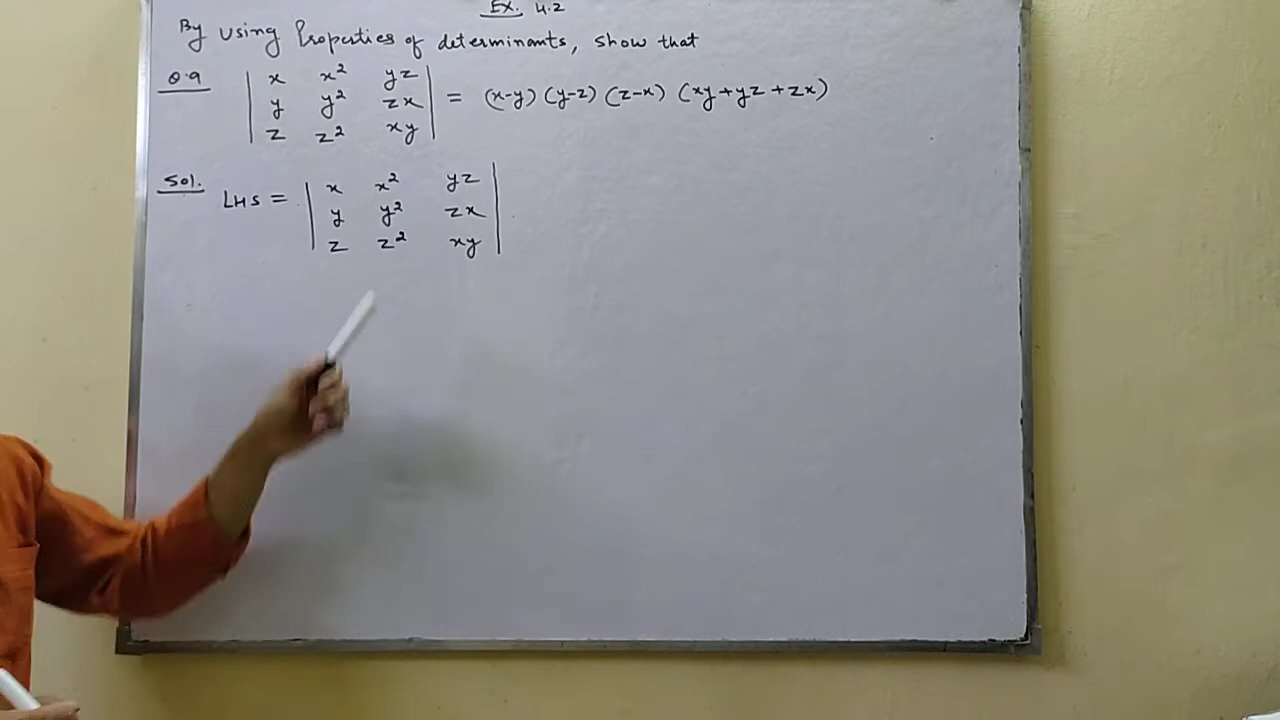 Ex. 4.2
By using Properties of determinants, show that
Q.9 | x x² yz | = (x-y) (y-z) (z-x) (xy+yz+zx)
y y² zx
z z² xy
Sol. LHS = | x x² yz |
y y² zx
z z² xy